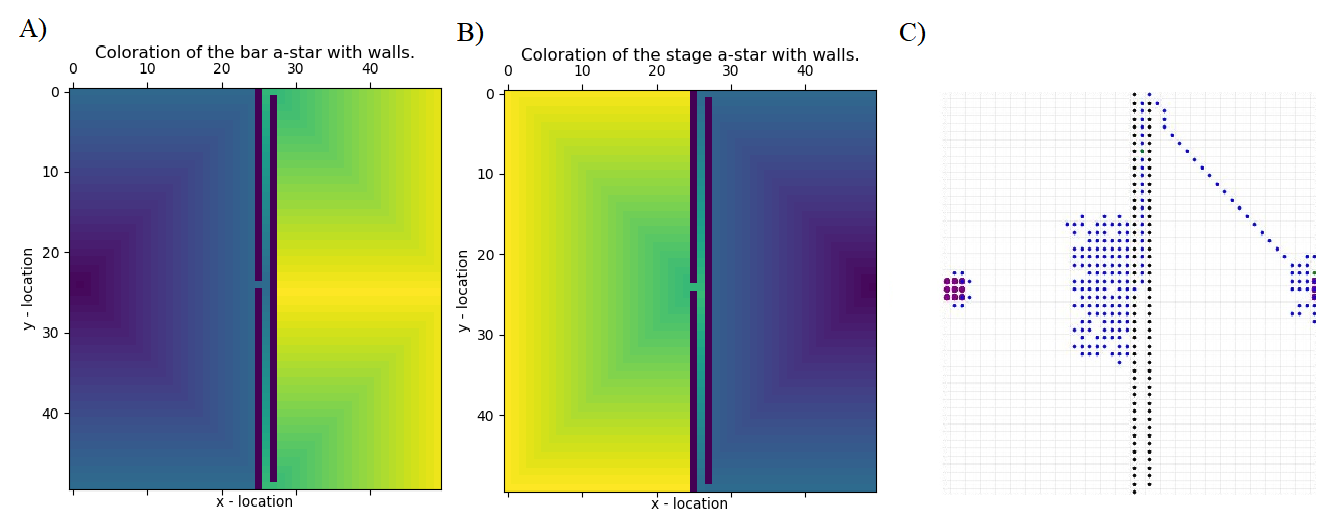 A)
Coloration of the bar a-star with walls.
0 10 20 30 40
0
10
20
30
40
y - location
x - location
B)
Coloration of the stage a-star with walls.
0 10 20 30 40
0
10
20
30
40
y - location
x - location
C)